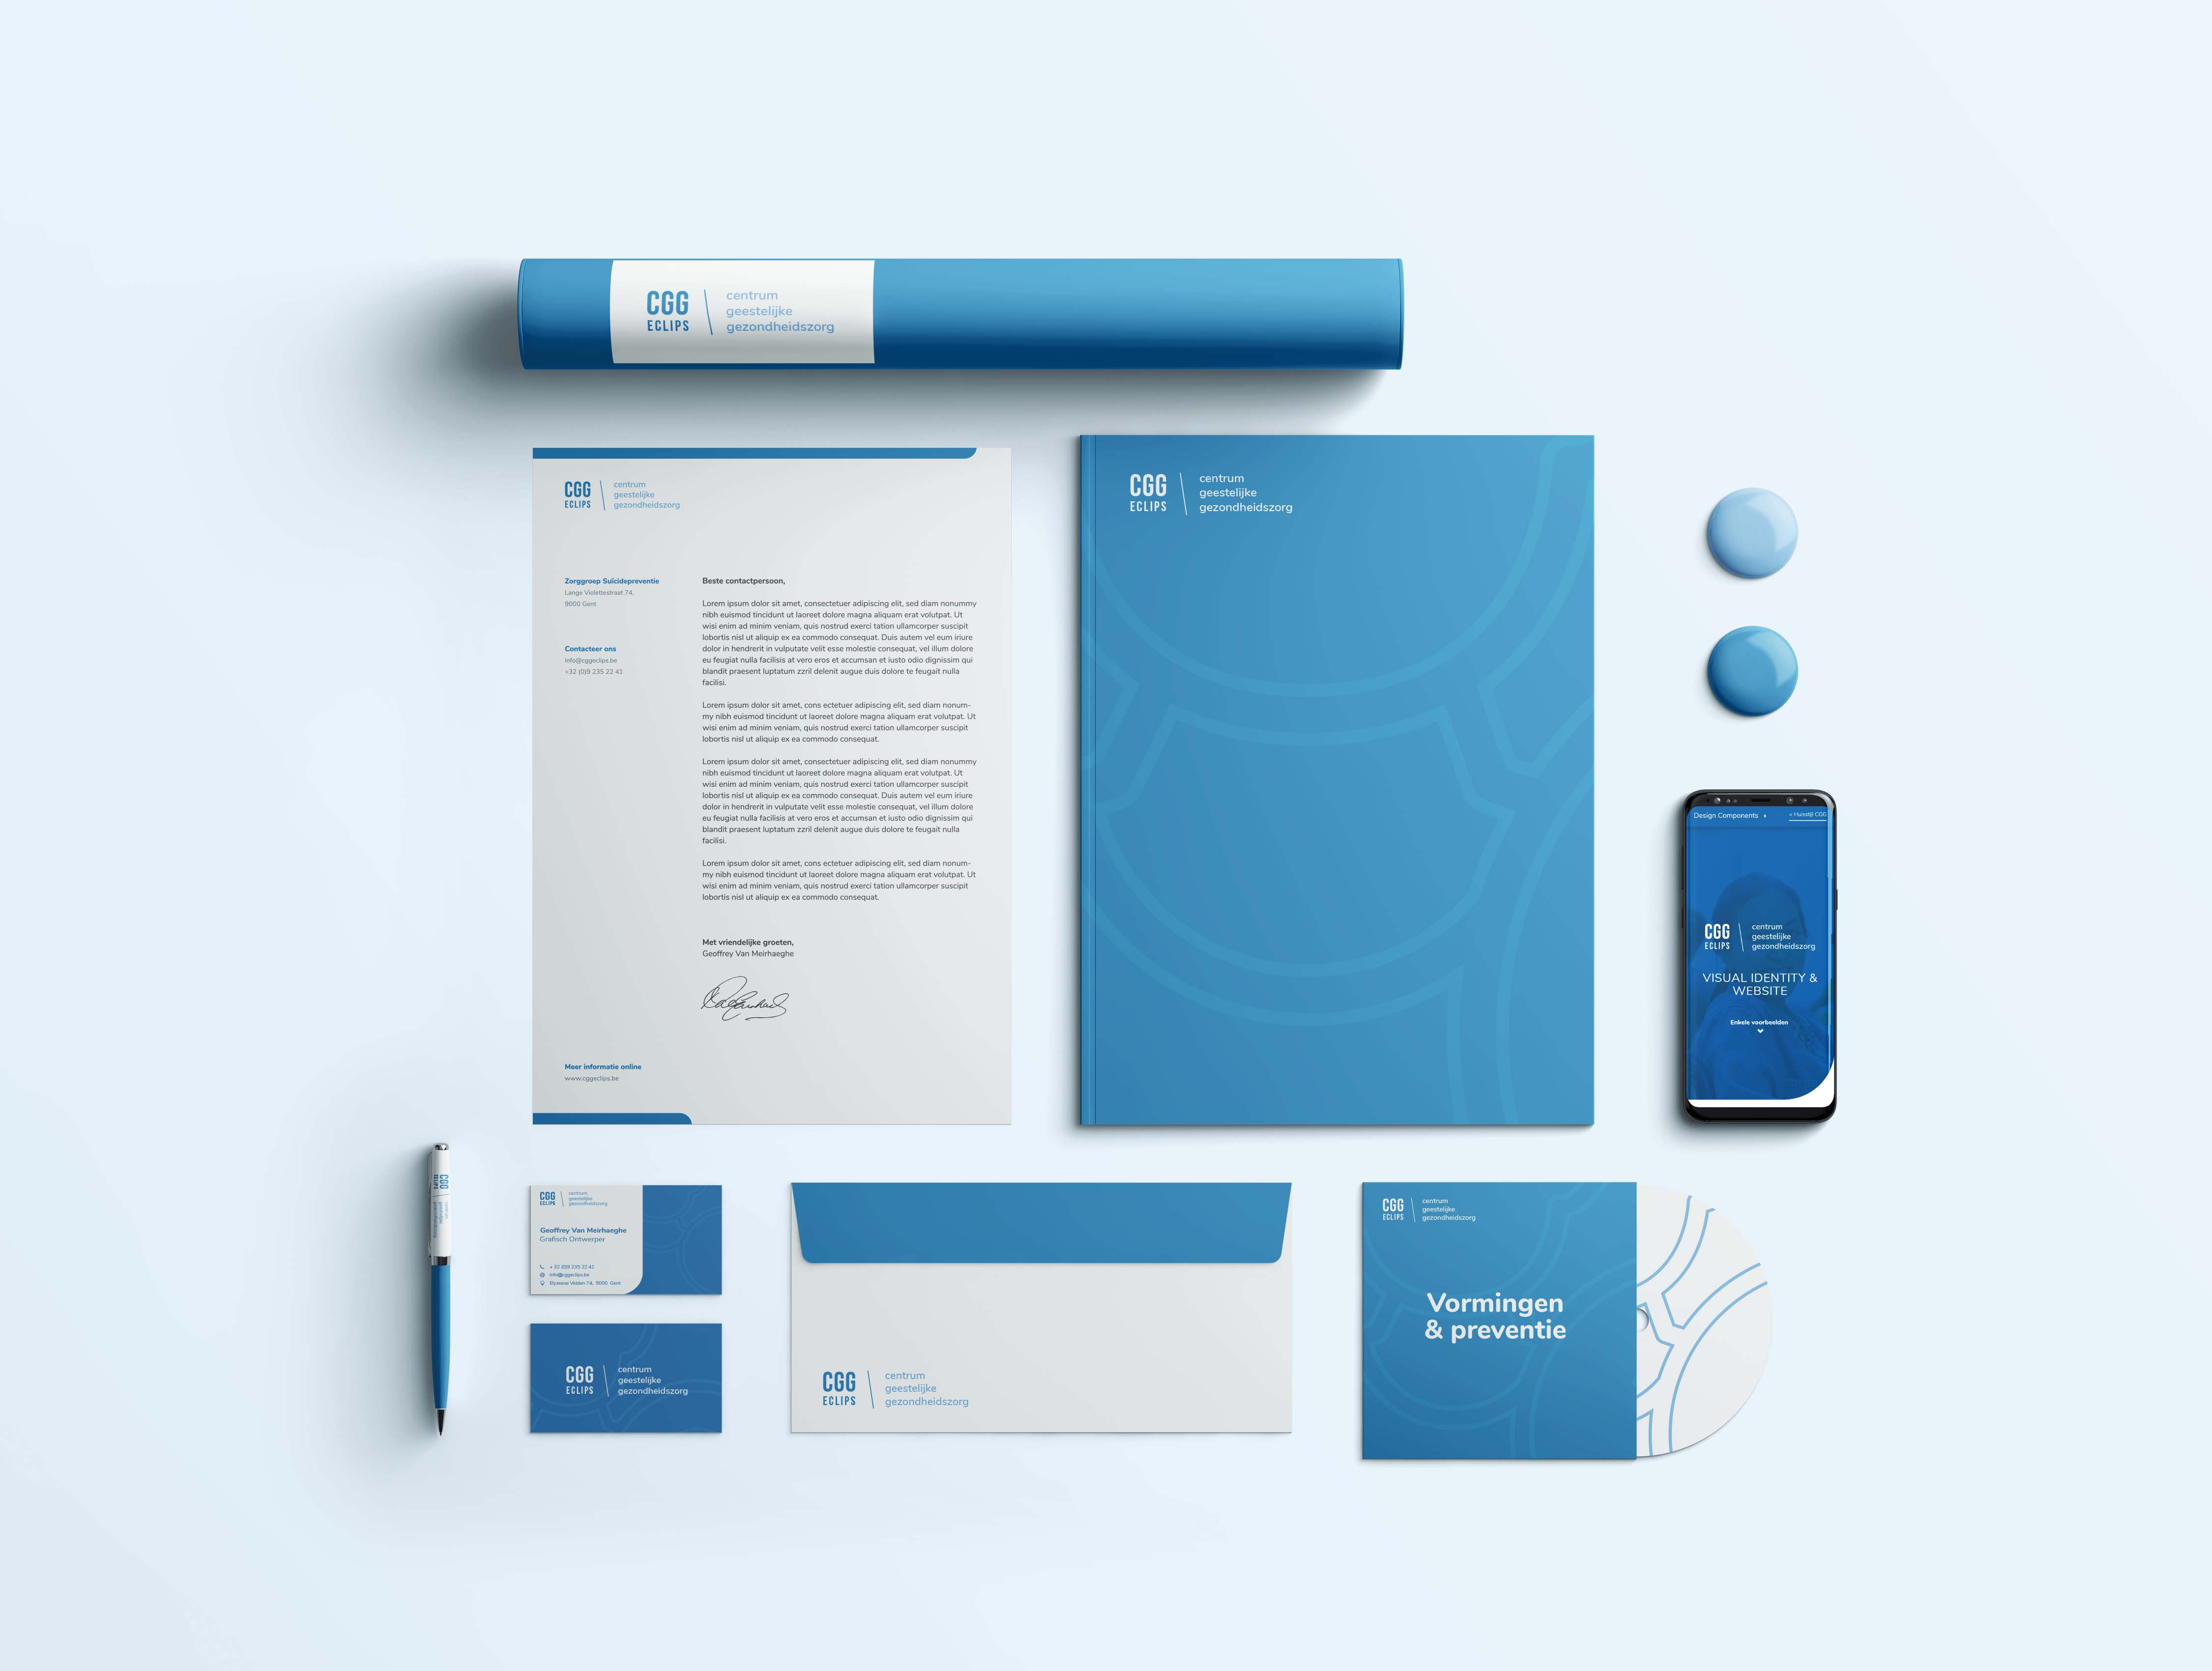 CGG
ECLIPS
centrum
geestelijke
gezondheidszorg
CGG
ECLIPS
centrum
geestelijke
gezondheidszorg
Zorggroep Suïcidepreventie
Lange Violettestraat 74,
9000 Gent
Contacteer ons
info@cggeclips.be
+32 (0)9 235 22 41
Beste contactpersoon,
Lorem ipsum dolor sit amet, consectetuer adipiscing elit, sed diam nonummy
nibh euismod tincidunt ut laoreet dolore magna aliquam erat volutpat. Ut
wisi enim ad minim veniam, quis nostrud exerci tation ullamcorper suscipit
lobortis nisl ut aliquip ex ea commodo consequat. Duis autem vel eum iriure
dolor in hendrerit in vulputate velit esse molestie consequat, vel illum dolore
eu feugiat nulla facilisis at vero eros et accumsan et iusto odio dignissim qui
blandit praesent luptatum zzril delenit augue duis dolore te feugait nulla
facilisi.
Lorem ipsum dolor sit amet, cons ectetuer adipiscing elit, sed diam nonum-
my nibh euismod tincidunt ut laoreet dolore magna aliquam erat volutpat. Ut
wisi enim ad minim veniam, quis nostrud exerci tation ullamcorper suscipit
lobortis nisl ut aliquip ex ea commodo consequat.
Lorem ipsum dolor sit amet, consectetuer adipiscing elit, sed diam nonummy
nibh euismod tincidunt ut laoreet dolore magna aliquam erat volutpat. Ut
wisi enim ad minim veniam, quis nostrud exerci tation ullamcorper suscipit
lobortis nisl ut aliquip ex ea commodo consequat. Duis autem vel eum iriure
dolor in hendrerit in vulputate velit esse molestie consequat, vel illum dolore
eu feugiat nulla facilisis at vero eros et accumsan et iusto odio dignissim qui
blandit praesent luptatum zzril delenit augue duis dolore te feugait nulla
facilisi.
Lorem ipsum dolor sit amet, cons ectetuer adipiscing elit, sed diam nonum-
my nibh euismod tincidunt ut laoreet dolore magna aliquam erat volutpat. Ut
wisi enim ad minim veniam, quis nostrud exerci tation ullamcorper suscipit
lobortis nisl ut aliquip ex ea commodo consequat.
Met vriendelijke groeten,
Geoffrey Van Meirhaeghe
Meer informatie online
www.cggeclips.be
CGG
ECLIPS
centrum
geestelijke
gezondheidszorg
Design Components
< Huisstijl CGG
CGG
ECLIPS
centrum
geestelijke
gezondheidszorg
VISUAL IDENTITY &
WEBSITE
Enkele voorbeelden
CGG
ECLIPS
CGG
ECLIPS
centrum
geestelijke
gezondheidszorg
Geoffrey Van Meirhaeghe
Grafisch Ontwerper
+ 32 (0)9 235 22 41
info@cggeclips.be
Elyzeese Velden 74, 9000 Gent
CGG
ECLIPS
centrum
geestelijke
gezondheidszorg
CGG
ECLIPS
centrum
geestelijke
gezondheidszorg
CGG
ECLIPS
centrum
geestelijke
gezondheidszorg
Vormingen
& preventie